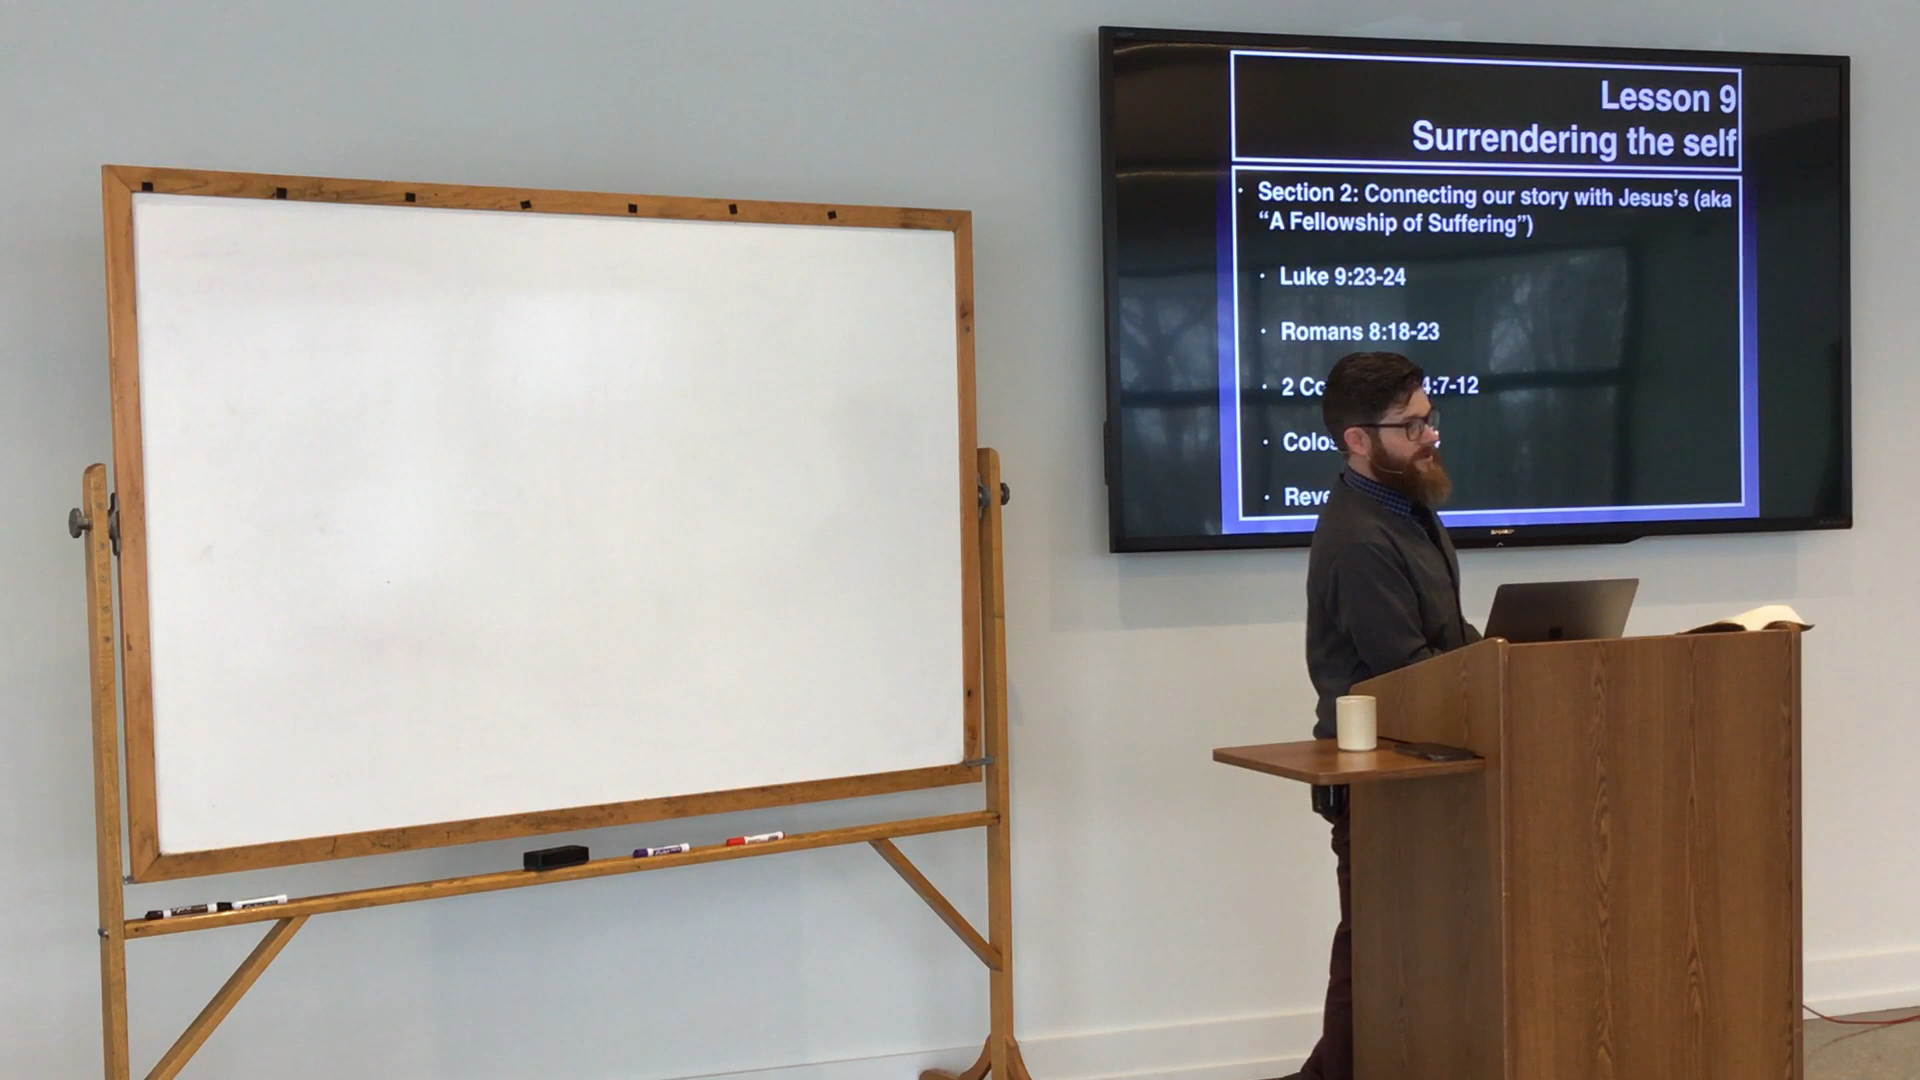 Lesson 9
Surrendering the self
· Section 2: Connecting our story with Jesus's (aka
“A Fellowship of Suffering”)
· Luke 9:23-24
· Romans 8:18-23
· 2 Co 4:7-12
· Colos
· Reve
SHARP